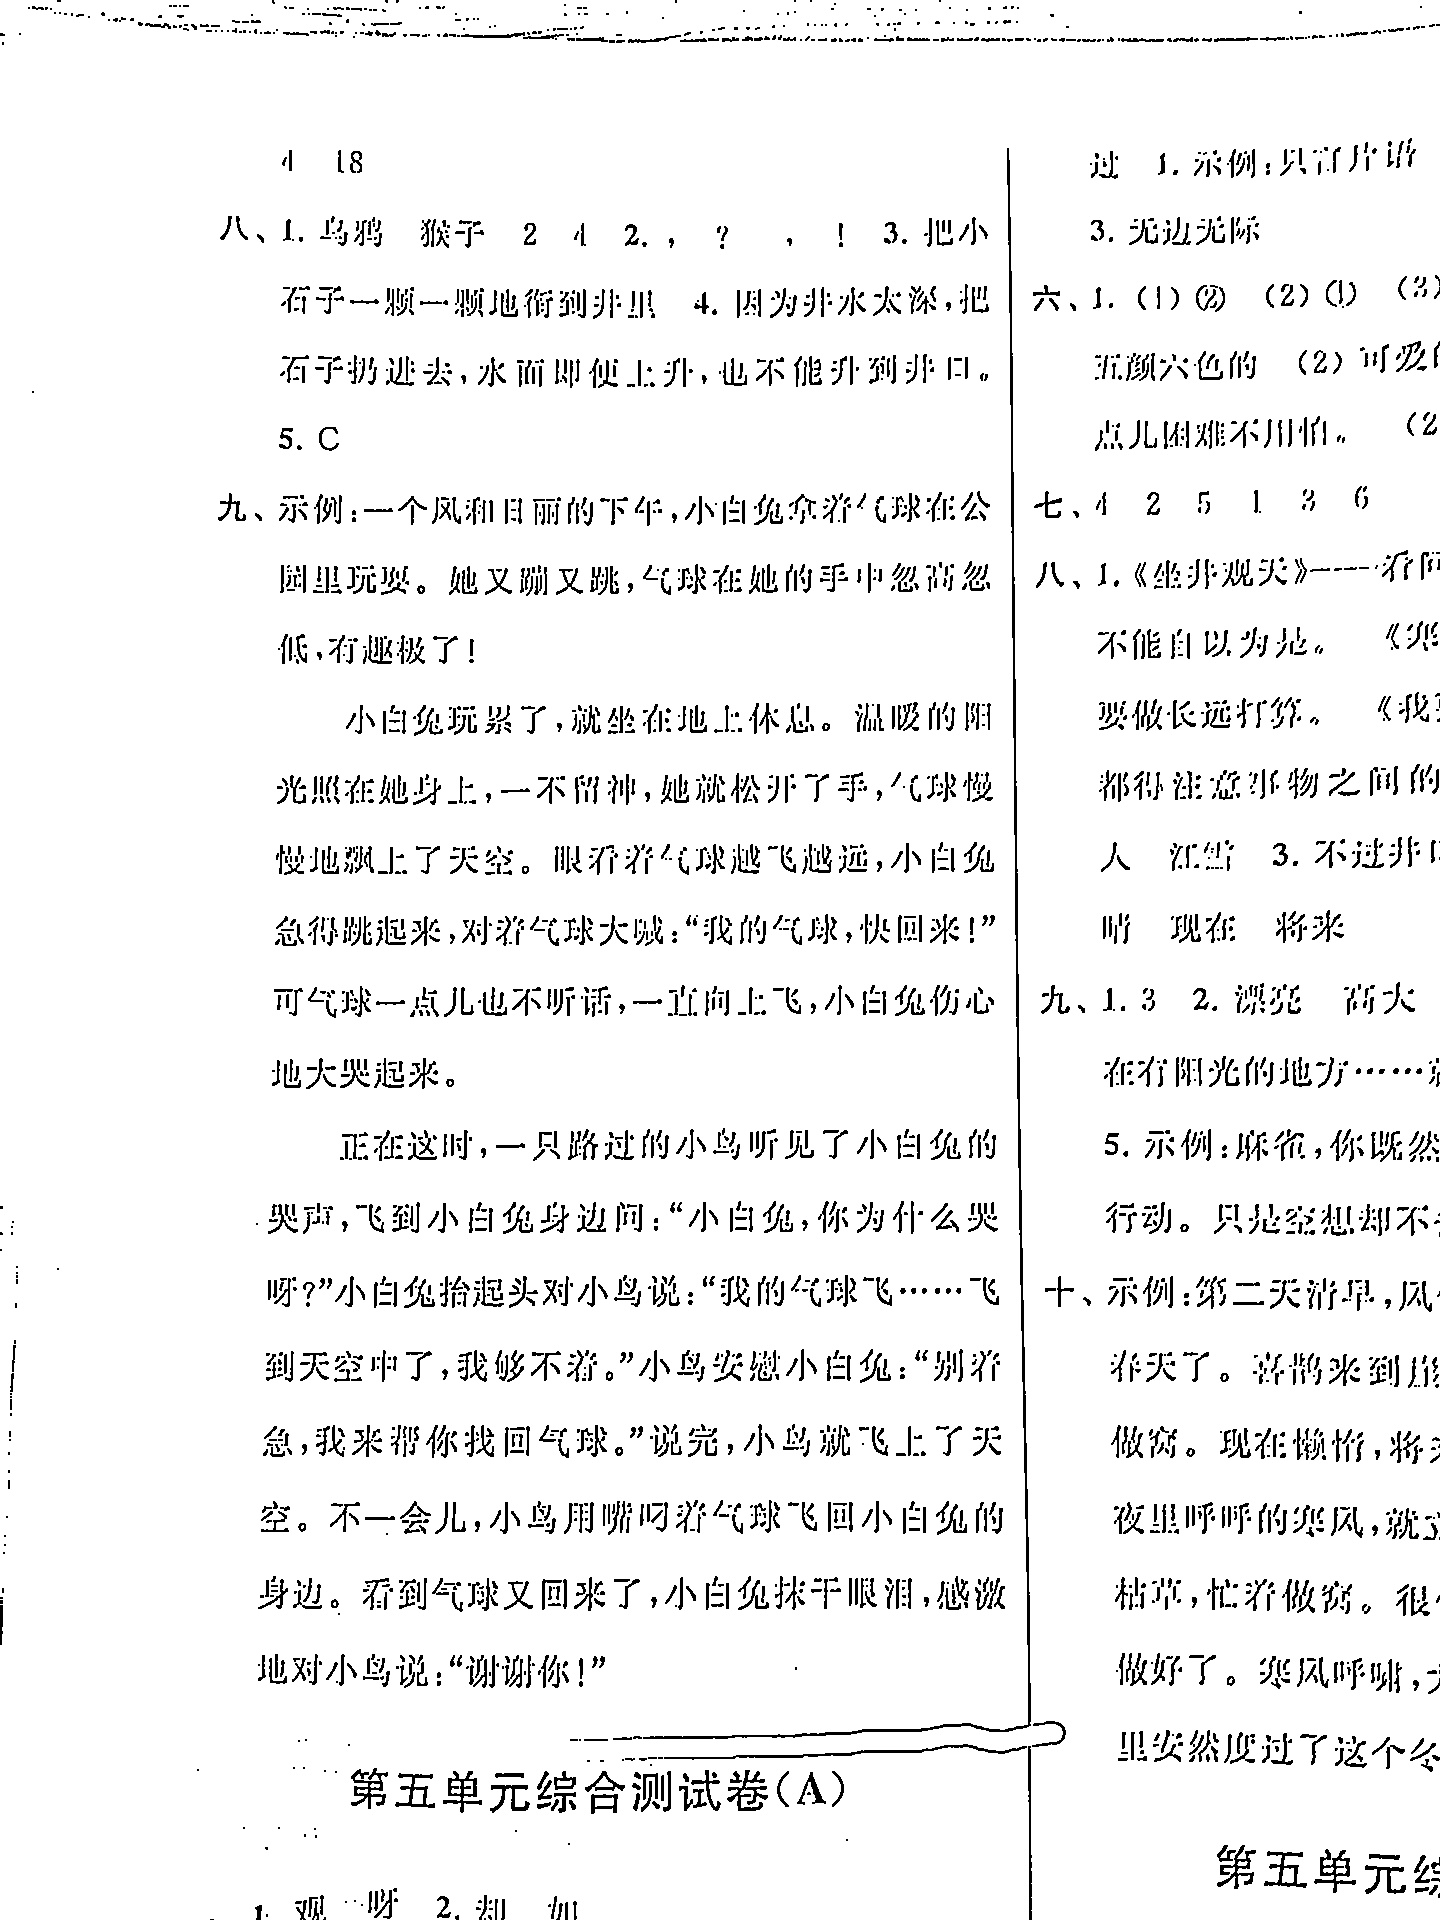 4 18
八、1. 乌鸦 猴子 2 4 2. , ? , ! 3. 把小
石子一颗一颗地衔到井里 4. 因为井水太深,把
石子扔进去,水面即使上升,也不能升到井口。
5. C
九、示例:一个风和日丽的下午,小白兔拿着气球在公
园里玩耍。她又蹦又跳,气球在她的手中忽高忽
低,有趣极了!
小白兔玩累了,就坐在地上休息。温暖的阳
光照在她身上,一不留神,她就松开了手,气球慢
慢地飘上了天空。眼看着气球越飞越远,小白兔
急得跳起来,对着气球大喊:“我的气球,快回来!”
可气球一点儿也不听话,一直向上飞,小白兔伤心
地大哭起来。
正在这时,一只路过的小鸟听见了小白兔的
哭声,飞到小白兔身边问:“小白兔,你为什么哭
呀?”小白兔抬起头对小鸟说:“我的气球飞……飞
到天空中了,我够不着。”小鸟安慰小白兔:“别着
急,我来帮你找回气球。”说完,小鸟就飞上了天
空。不一会儿,小鸟用嘴叼着气球飞回小白兔的
身边。看到气球又回来了,小白兔抹干眼泪,感激
地对小鸟说:“谢谢你!”
第五单元综合测试卷(A)
1. 观 呀 2. 却 如
过 1. 示例:只言片语
3. 无边无际
六、1. (1)② (2)① (3)
五颜六色的 (2)可爱的
点儿困难不用怕。 (2
七、4 2 5 1 3 6
八、1.《坐井观天》——看问
不能自以为是。 《寒
要做长远打算。 《我要
都得注意事物之间的
人 江雪 3. 不过井口
晴 现在 将来
九、1. 3 2. 漂亮 高大
在有阳光的地方……
5. 示例:麻雀,你既然
行动。只是空想却不
十、示例:第二天清早,风
春天了。喜鹊来到
做窝。现在懒惰,将
夜里呼呼的寒风,就立
枯草,忙着做窝。很
做好了。寒风呼啸,
里安然度过了这个冬
第五单元综